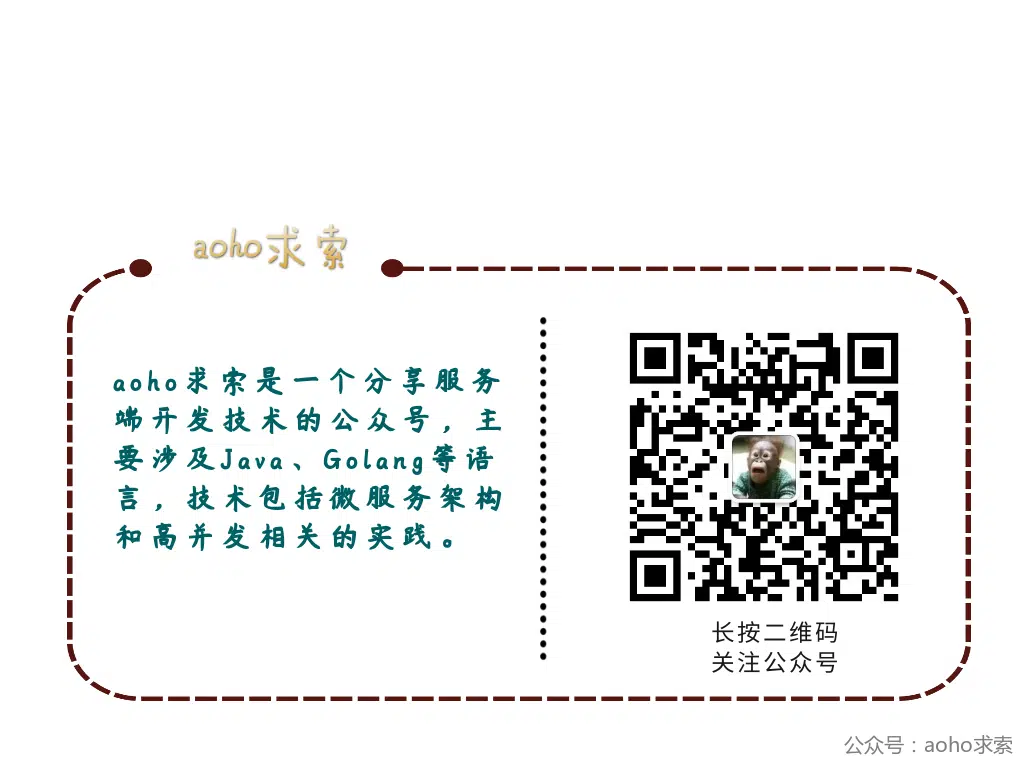 aoho求索
aoho求索是一个分享服务
端开发技术的公众号，主
要涉及Java、Golang等语
言，技术包括微服务架构
和高并发相关的实践。
长按二维码
关注公众号
公众号：aoho求索